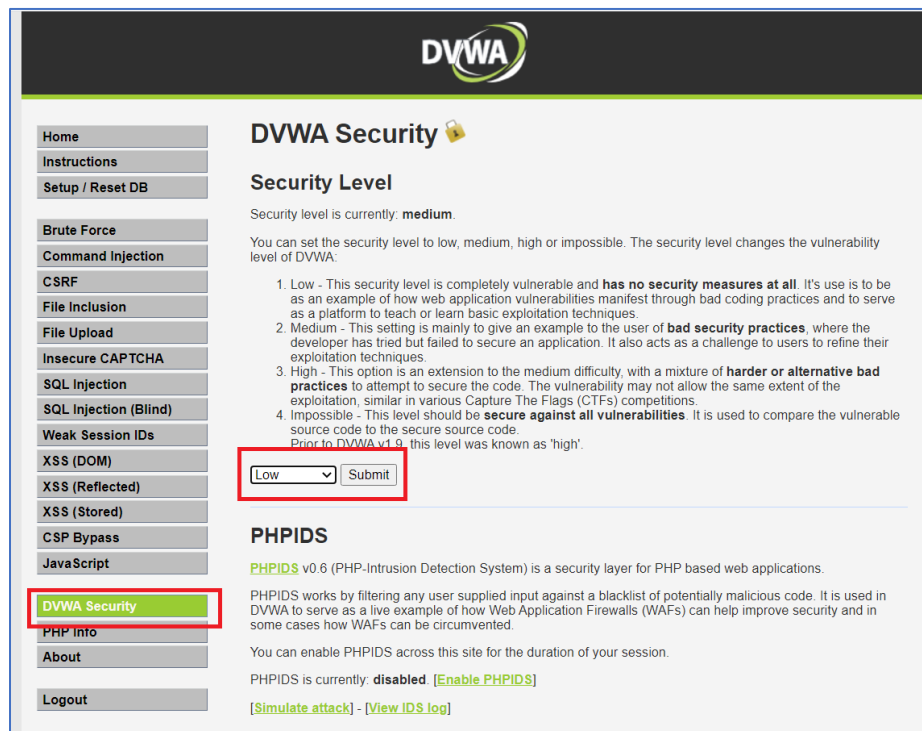 DVWA
Home
Instructions
Setup / Reset DB
Brute Force
Command Injection
CSRF
File Inclusion
File Upload
Insecure CAPTCHA
SQL Injection
SQL Injection (Blind)
Weak Session IDs
XSS (DOM)
XSS (Reflected)
XSS (Stored)
CSP Bypass
JavaScript
DVWA Security
PHP Info
About
Logout
DVWA Security
Security Level
Security level is currently: medium.
You can set the security level to low, medium, high or impossible. The security level changes the vulnerability
level of DVWA:
1. Low - This security level is completely vulnerable and has no security measures at all. It's use is to be
as an example of how web application vulnerabilities manifest through bad coding practices and to serve
as a platform to teach or learn basic exploitation techniques.
2. Medium - This setting is mainly to give an example to the user of bad security practices, where the
developer has tried but failed to secure an application. It also acts as a challenge to users to refine their
exploitation techniques.
3. High - This option is an extension to the medium difficulty, with a mixture of harder or alternative bad
practices to attempt to secure the code. The vulnerability may not allow the same extent of the
exploitation, similar in various Capture The Flags (CTFs) competitions.
4. Impossible - This level should be secure against all vulnerabilities. It is used to compare the vulnerable
source code to the secure source code.
Prior to DVWA v1.9, this level was known as 'high'.
Low Submit
PHPIDS
PHPIDS v0.6 (PHP-Intrusion Detection System) is a security layer for PHP based web applications.
PHPIDS works by filtering any user supplied input against a blacklist of potentially malicious code. It is used in
DVWA to serve as a live example of how Web Application Firewalls (WAFs) can help improve security and in
some cases how WAFs can be circumvented.
You can enable PHPIDS across this site for the duration of your session.
PHPIDS is currently: disabled. [Enable PHPIDS]
[Simulate attack] - [View IDS log]